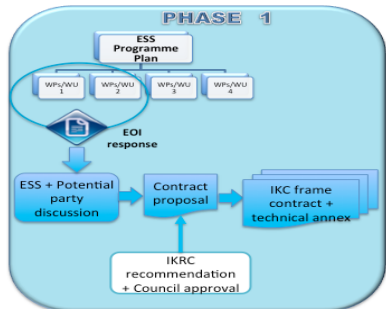 PHASE 1
ESS
Programme
Plan
WPs/WU
1
WPs/WU
2
WPs/WU
3
WPs/WU
4
EOI
response
ESS + Potential
party
discussion
Contract
proposal
IKC frame
contract +
technical annex
IKRC
recommendation
+ Council approval